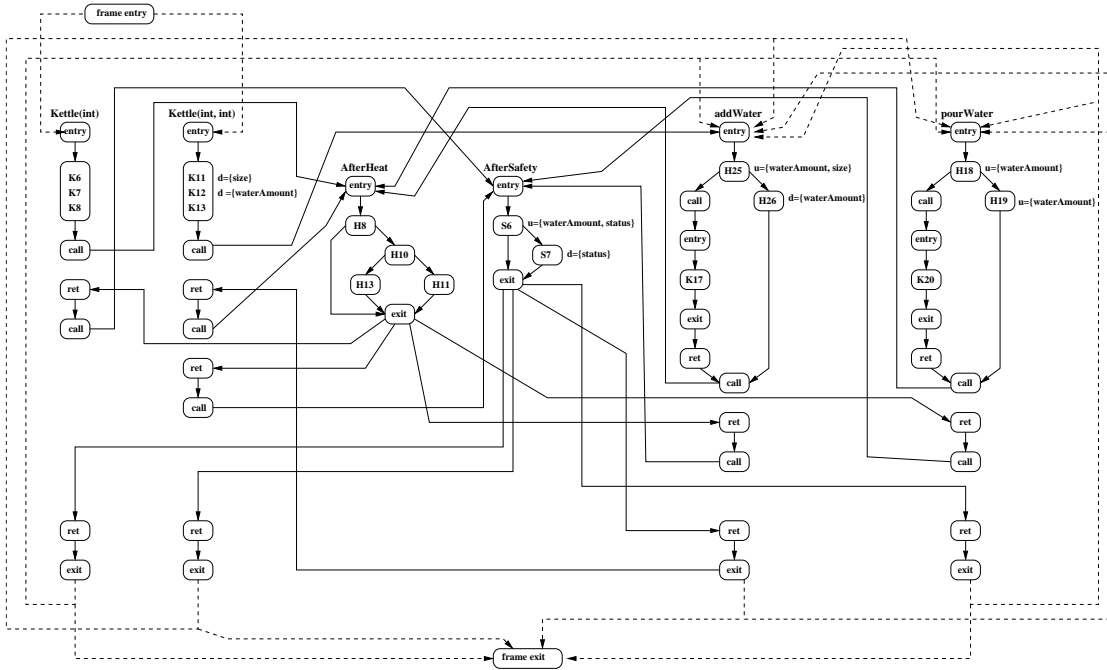 frame entry
Kettle(int)
Kettle(int, int)
addWater
pourWater
entry
entry
entry
entry
AfterHeat
AfterSafety
K6
K7
K8
K11 d={size}
K12 d ={waterAmount}
K13
entry
entry
H25 u={waterAmount, size}
H18 u={waterAmount}
call
H26 d={waterAmount}
call
H19 u={waterAmount}
H8
S6 u={waterAmount, status}
entry
entry
call
call
H10
S7 d={status}
ret
ret
H13
H11
exit
K17
K20
call
call
exit
exit
exit
ret
ret
ret
call
call
call
ret
ret
call
call
ret
ret
ret
ret
exit
exit
exit
exit
frame exit